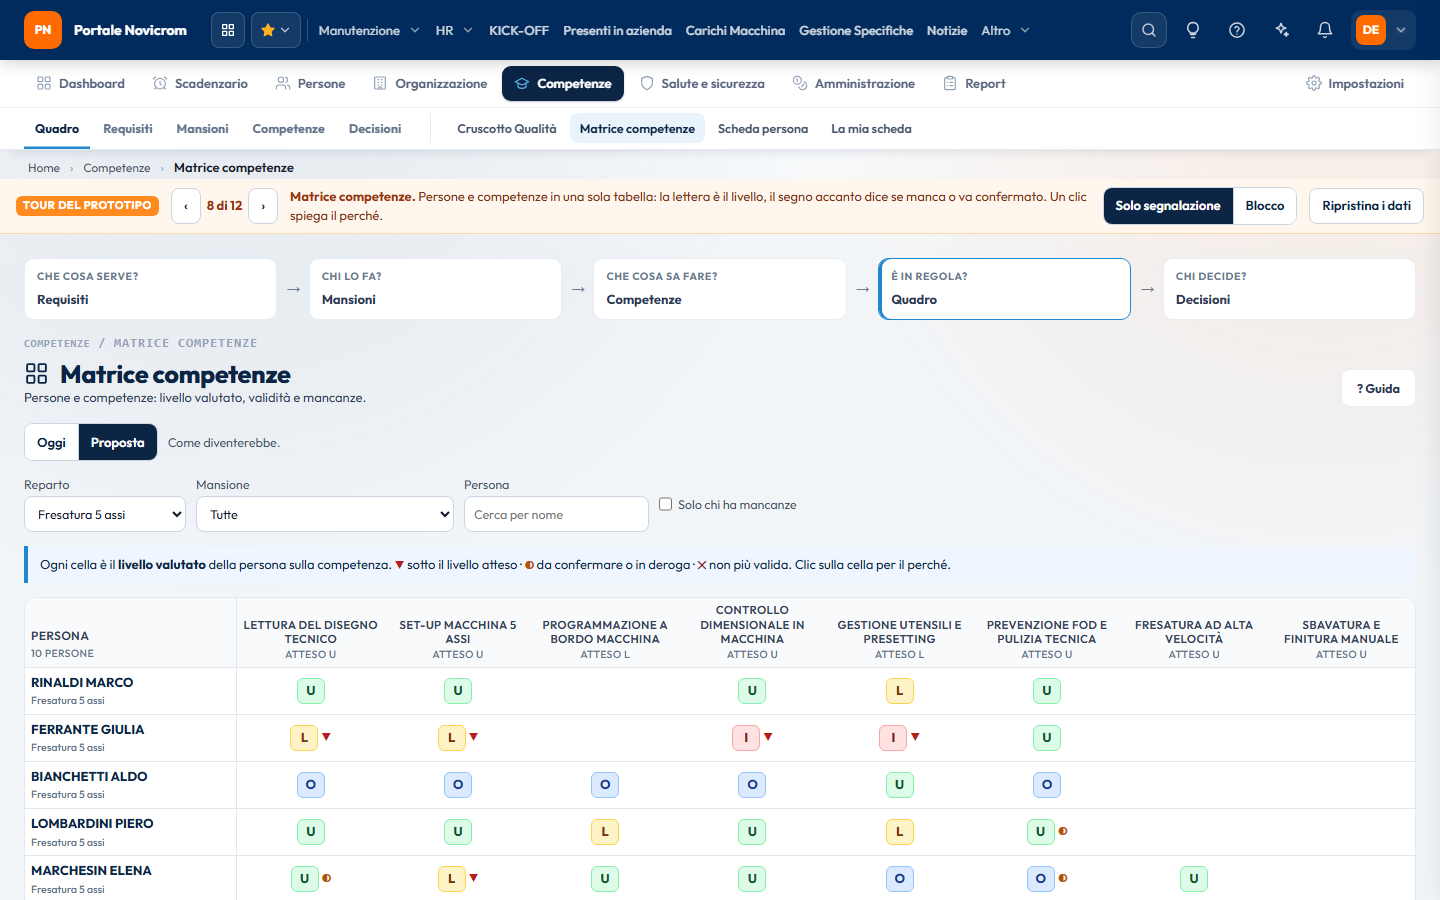 PN Portale Novicrom Manutenzione HR KICK-OFF Presenti in azienda Carichi Macchina Gestione Specifiche Notizie Altro DE
Dashboard Scadenzario Persone Organizzazione Competenze Salute e sicurezza Amministrazione Report Impostazioni
Quadro Requisiti Mansioni Competenze Decisioni Cruscotto Qualità Matrice competenze Scheda persona La mia scheda
Home › Competenze › Matrice competenze
TOUR DEL PROTOTIPO ‹ 8 di 12 › Matrice competenze. Persone e competenze in una sola tabella: la lettera è il livello, il segno accanto dice se manca o va confermato. Un clic
spiega il perché.
Solo segnalazione Blocco Ripristina i dati
CHE COSA SERVE?
Requisiti
→
CHI LO FA?
Mansioni
→
CHE COSA SA FARE?
Competenze
→
È IN REGOLA?
Quadro
→
CHI DECIDE?
Decisioni
COMPETENZE / MATRICE COMPETENZE
Matrice competenze
Persone e competenze: livello valutato, validità e mancanze.
? Guida
Oggi Proposta Come diventerebbe.
Reparto Mansione Persona
Fresatura 5 assi Tutte Cerca per nome Solo chi ha mancanze
Ogni cella è il livello valutato della persona sulla competenza. ▼ sotto il livello atteso · ◐ da confermare o in deroga · ✕ non più valida. Clic sulla cella per il perché.
PERSONA
10 PERSONE
LETTURA DEL DISEGNO
TECNICO
ATTESO U
SET-UP MACCHINA 5
ASSI
ATTESO U
PROGRAMMAZIONE A
BORDO MACCHINA
ATTESO L
CONTROLLO
DIMENSIONALE IN
MACCHINA
ATTESO U
GESTIONE UTENSILI E
PRESETTING
ATTESO L
PREVENZIONE FOD E
PULIZIA TECNICA
ATTESO U
FRESATURA AD ALTA
VELOCITÀ
ATTESO U
SBAVATURA E
FINITURA MANUALE
ATTESO U
RINALDI MARCO
Fresatura 5 assi
U U U L U
FERRANTE GIULIA
Fresatura 5 assi
L ▼ L ▼ I ▼ I ▼ U
BIANCHETTI ALDO
Fresatura 5 assi
O O O O U O
LOMBARDINI PIERO
Fresatura 5 assi
U U L U L U ◐
MARCHESIN ELENA
Fresatura 5 assi
U ◐ L ▼ U U O O ◐ U